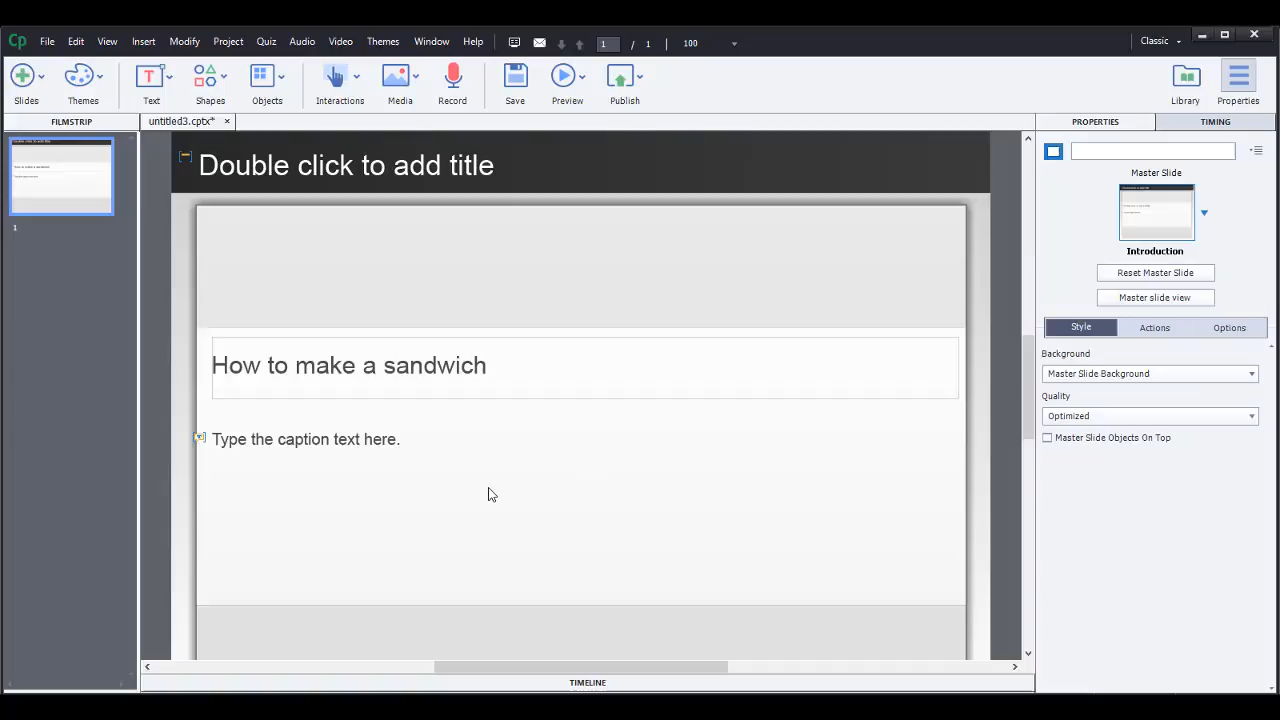 Cp File Edit View Insert Modify Project Quiz Audio Video Themes Window Help 1 / 1 100 Classic
Slides Themes Text Shapes Objects Interactions Media Record Save Preview Publish Library Properties
FILMSTRIP untitled3.cptx* × PROPERTIES TIMING
Double click to add title
Master Slide
1
Introduction
Reset Master Slide
Master slide view
Style Actions Options
Background
How to make a sandwich
Master Slide Background
Quality
Optimized
Type the caption text here.
Master Slide Objects On Top
TIMELINE